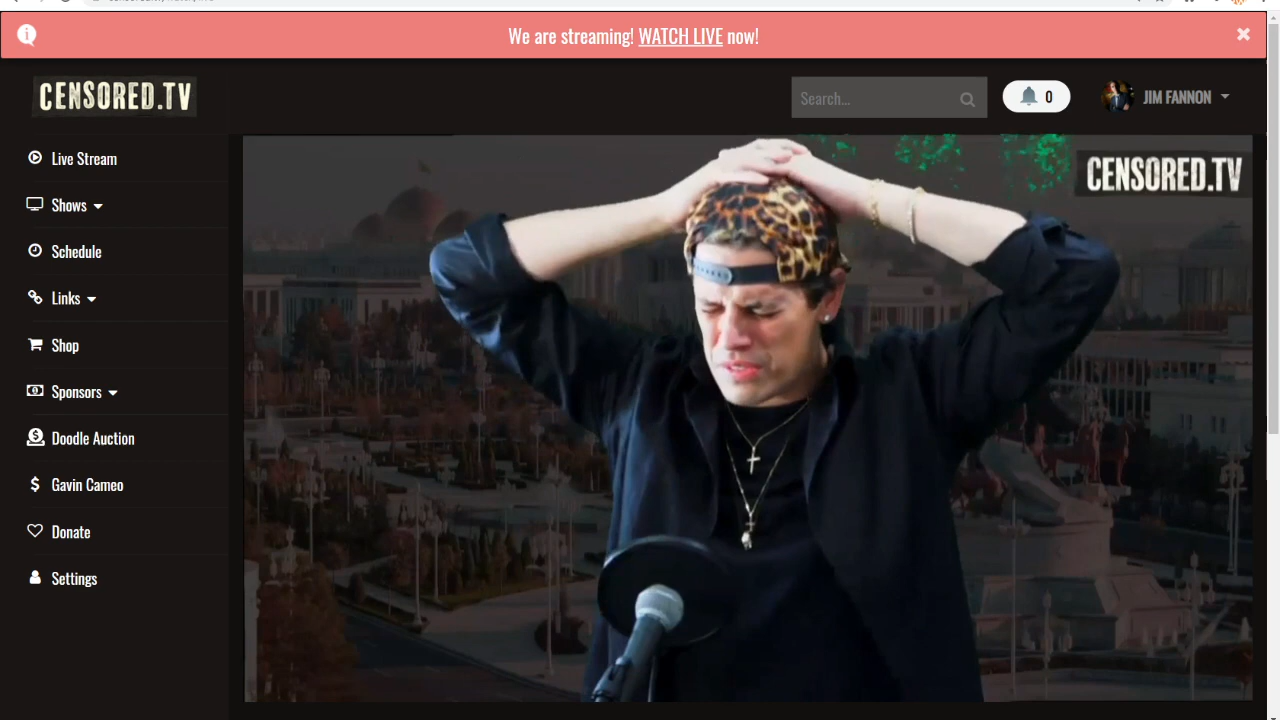 We are streaming! WATCH LIVE now!
CENSORED.TV
Search...
0
JIM FANNON
Live Stream
Shows
Schedule
Links
Shop
Sponsors
Doodle Auction
Gavin Cameo
Donate
Settings
CENSORED.TV